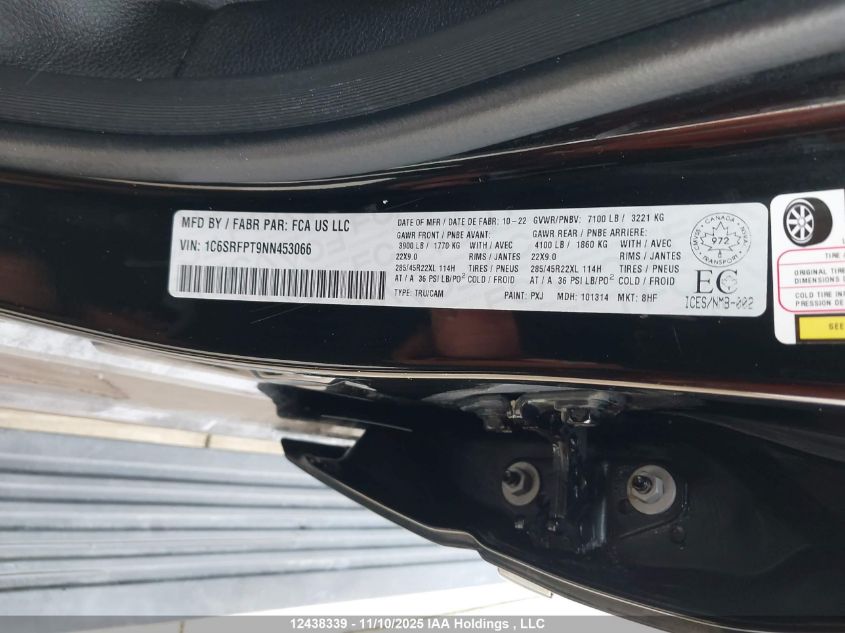 MFD BY / FABR PAR: FCA US LLC
VIN: 1C6SRFPT9NN453066
DATE OF MFR / DATE DE FABR: 10-22 GVWR/PNBV: 7100 LB / 3221 KG
GAWR FRONT / PNBE AVANT: GAWR REAR / PNBE ARRIERE:
3900 LB / 1770 KG WITH / AVEC 4100 LB / 1860 KG WITH / AVEC
22X9.0 RIMS / JANTES 22X9.0 RIMS / JANTES
285/45R22XL 114H TIRES / PNEUS 285/45R22XL 114H TIRES / PNEUS
AT / A 36 PSI LB/PO² COLD / FROID AT / A 36 PSI LB/PO² COLD / FROID
TYPE: TRU/CAM PAINT: PXJ MDH: 101314 MKT: 8HF
CANADA
CMVSS NSVAC
972
TRANSPORT
EC
ICES/NMB-002
TIRE
ORIGINAL TIRE
DIMENSIONS
COLD TIRE IN
PRESSION DE
SEE
12438339 - 11/10/2025 IAA Holdings , LLC